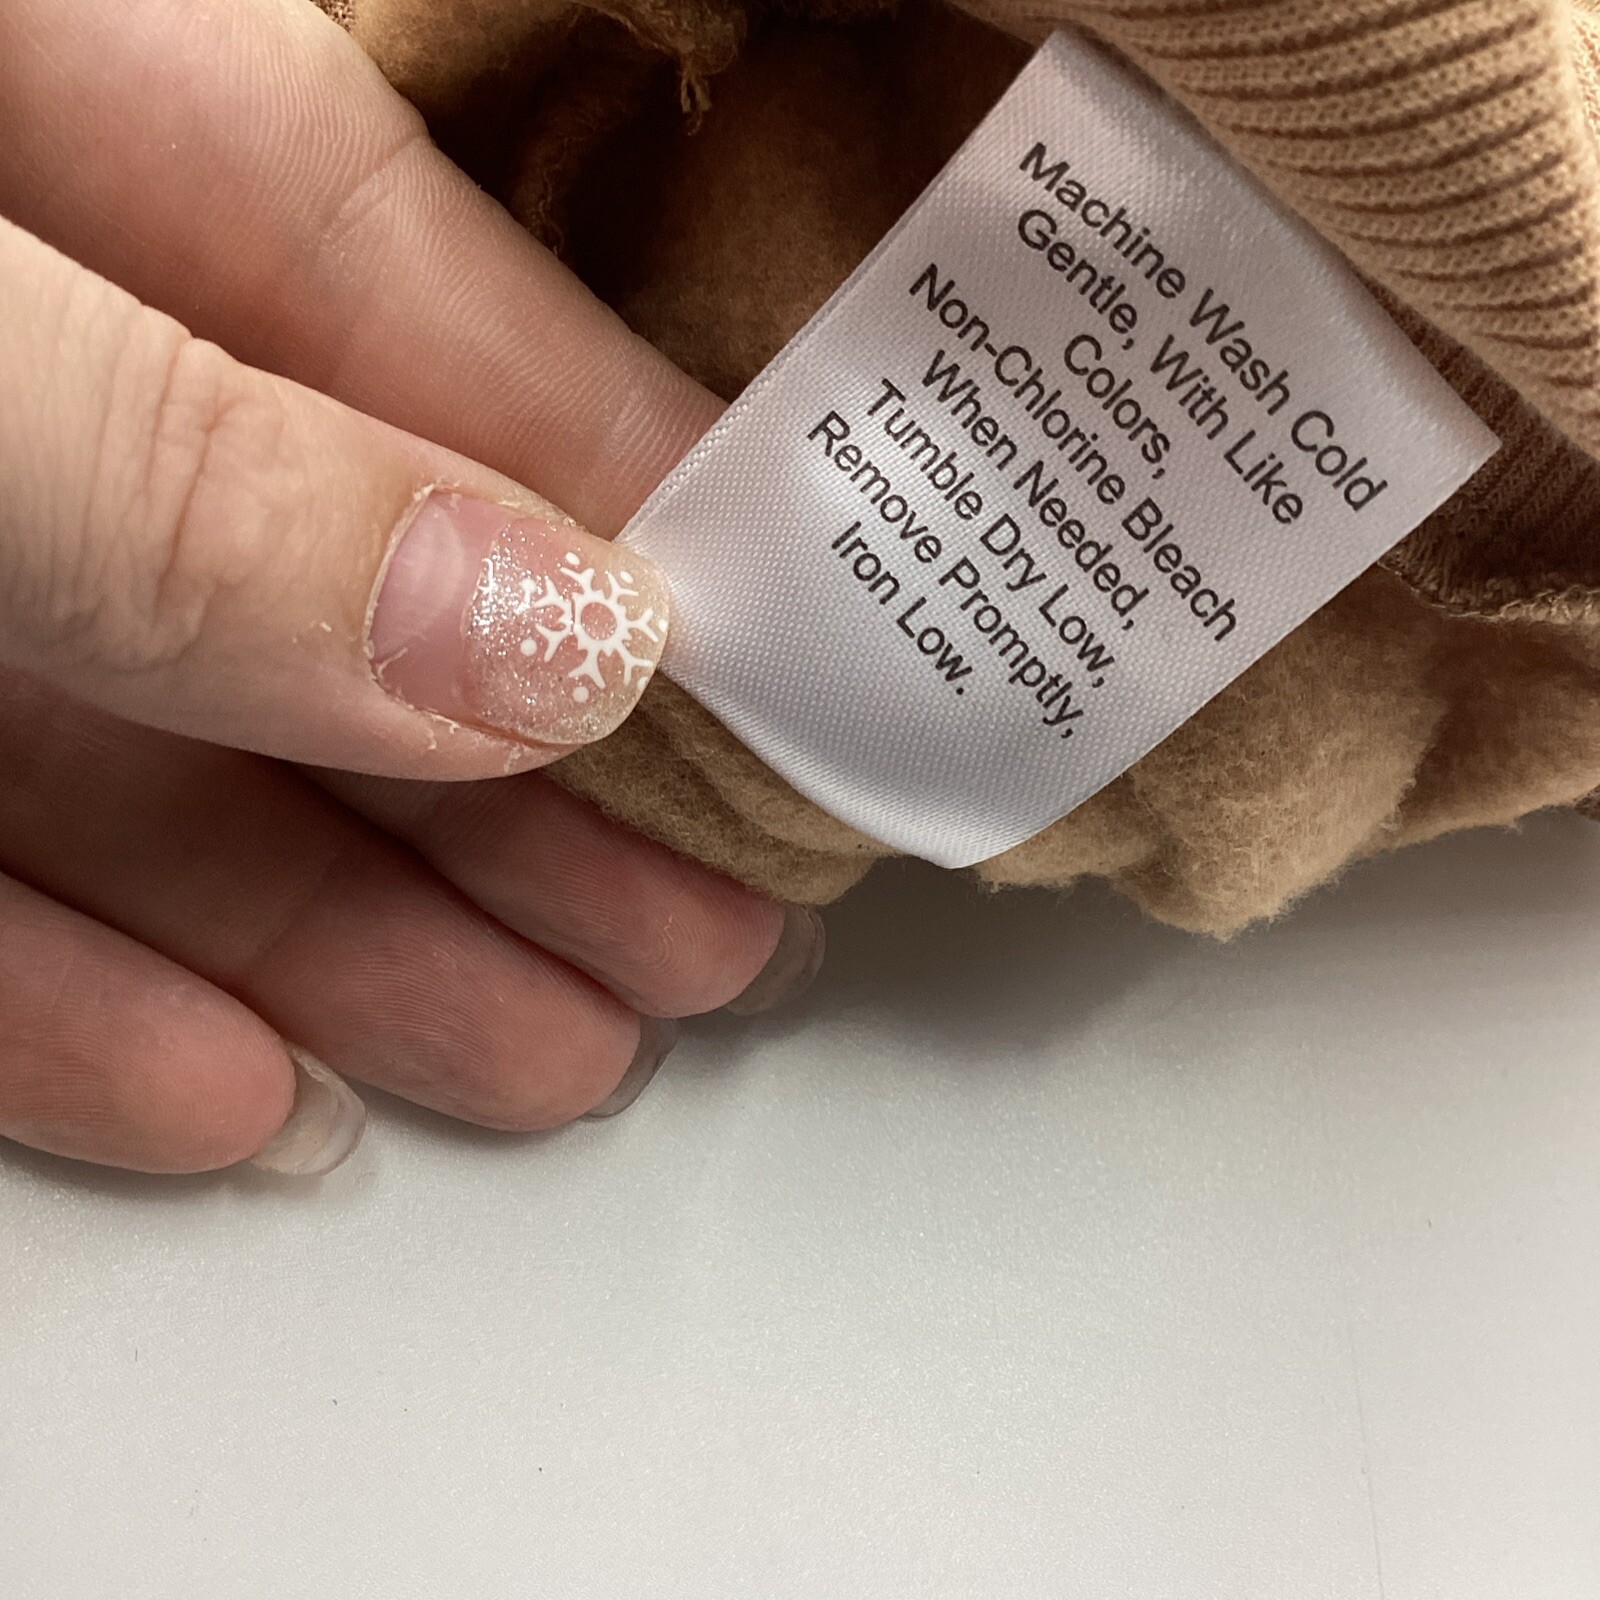 Machine Wash Cold
Gentle, With Like
Colors,
Non-Chlorine Bleach
When Needed,
Tumble Dry Low,
Remove Promptly,
Iron Low.